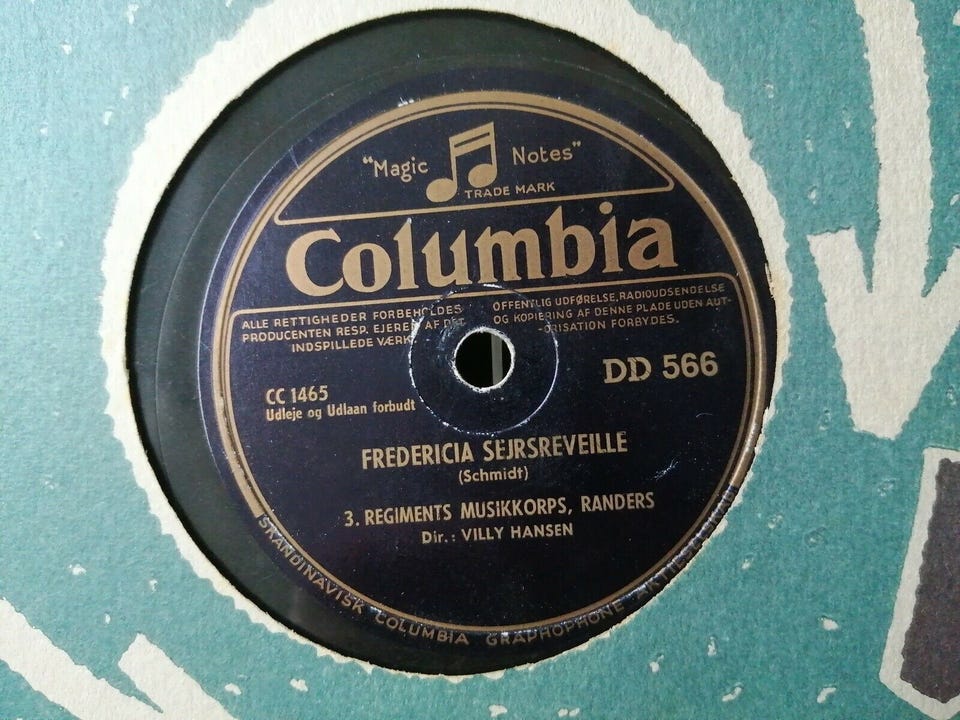 "Magic Notes"
TRADE MARK
Columbia
ALLE RETTIGHEDER FORBEHOLDES
PRODUCENTEN RESP. EJEREN AF DET
INDSPILLEDE VÆRK
OFFENTLIG UDFØRELSE, RADIOUDSENDELSE
OG KOPIERING AF DENNE PLADE UDEN AUT-
-ORISATION FORBYDES.
DD 566
CC 1465
Udleje og Udlaan forbudt
FREDERICIA SEJRSREVEILLE
(Schmidt)
3. REGIMENTS MUSIKKORPS, RANDERS
Dir.: VILLY HANSEN
SKANDINAVISK COLUMBIA GRAPHOPHONE AKTIESELSKAB